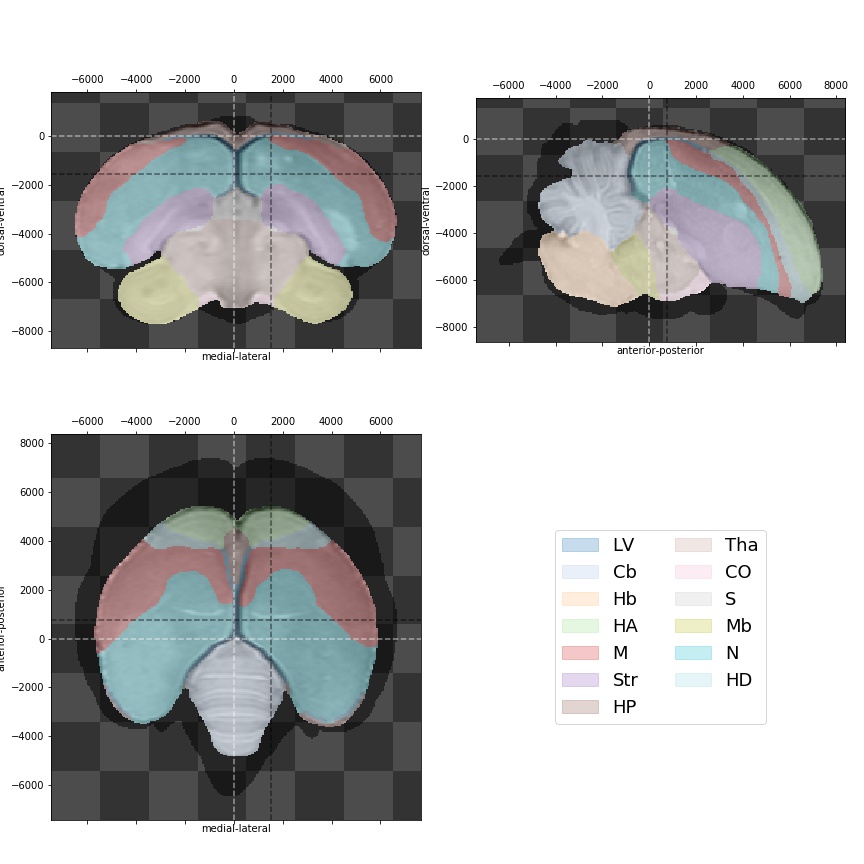 −6000 −4000 −2000 0 2000 4000 6000
0
−2000
−4000
−6000
−8000
dorsal-ventral
medial-lateral
−6000 −4000 −2000 0 2000 4000 6000 8000
0
−2000
−4000
−6000
−8000
dorsal-ventral
anterior-posterior
−6000 −4000 −2000 0 2000 4000 6000
8000
6000
4000
2000
0
−2000
−4000
−6000
anterior-posterior
medial-lateral
LV
Cb
Hb
HA
M
Str
HP
Tha
CO
S
Mb
N
HD